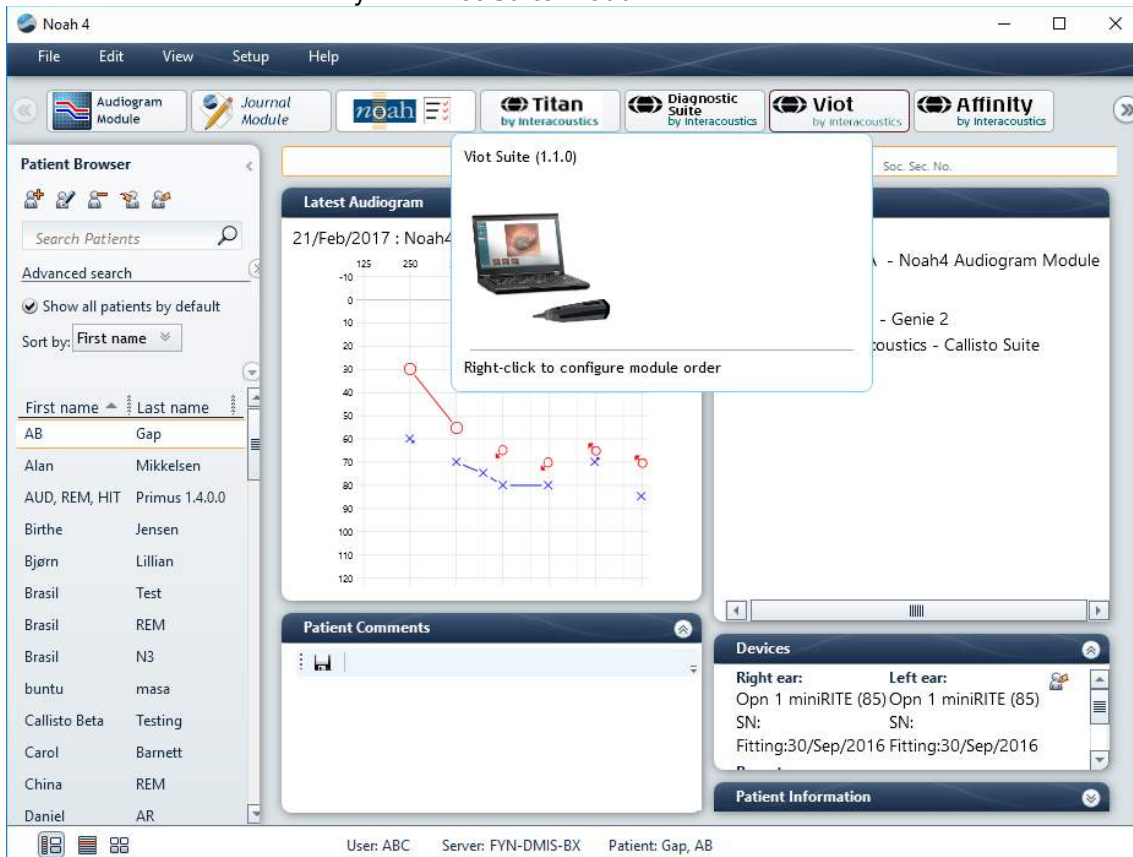 Noah 4
File Edit View Setup Help
Audiogram Module
Journal Module
noah
Titan by Interacoustics
Diagnostic Suite by Interacoustics
Viot by Interacoustics
Affinity by Interacoustics
Patient Browser
Search Patients
Advanced search
Show all patients by default
Sort by: First name
First name Last name
AB Gap
Alan Mikkelsen
AUD, REM, HIT Primus 1.4.0.0
Birthe Jensen
Bjørn Lillian
Brasil Test
Brasil REM
Brasil N3
buntu masa
Callisto Beta Testing
Carol Barnett
China REM
Daniel AR
Soc. Sec. No.
Latest Audiogram
21/Feb/2017 : Noah4
125 250
-10
0
10
20
30
40
50
60
70
80
90
100
110
120
Viot Suite (1.1.0)
Right-click to configure module order
- Noah4 Audiogram Module
- Genie 2
- Callisto Suite
Patient Comments
Devices
Right ear: Left ear:
Opn 1 miniRITE (85) Opn 1 miniRITE (85)
SN: SN:
Fitting:30/Sep/2016 Fitting:30/Sep/2016
Patient Information
User: ABC Server: FYN-DMIS-BX Patient: Gap, AB